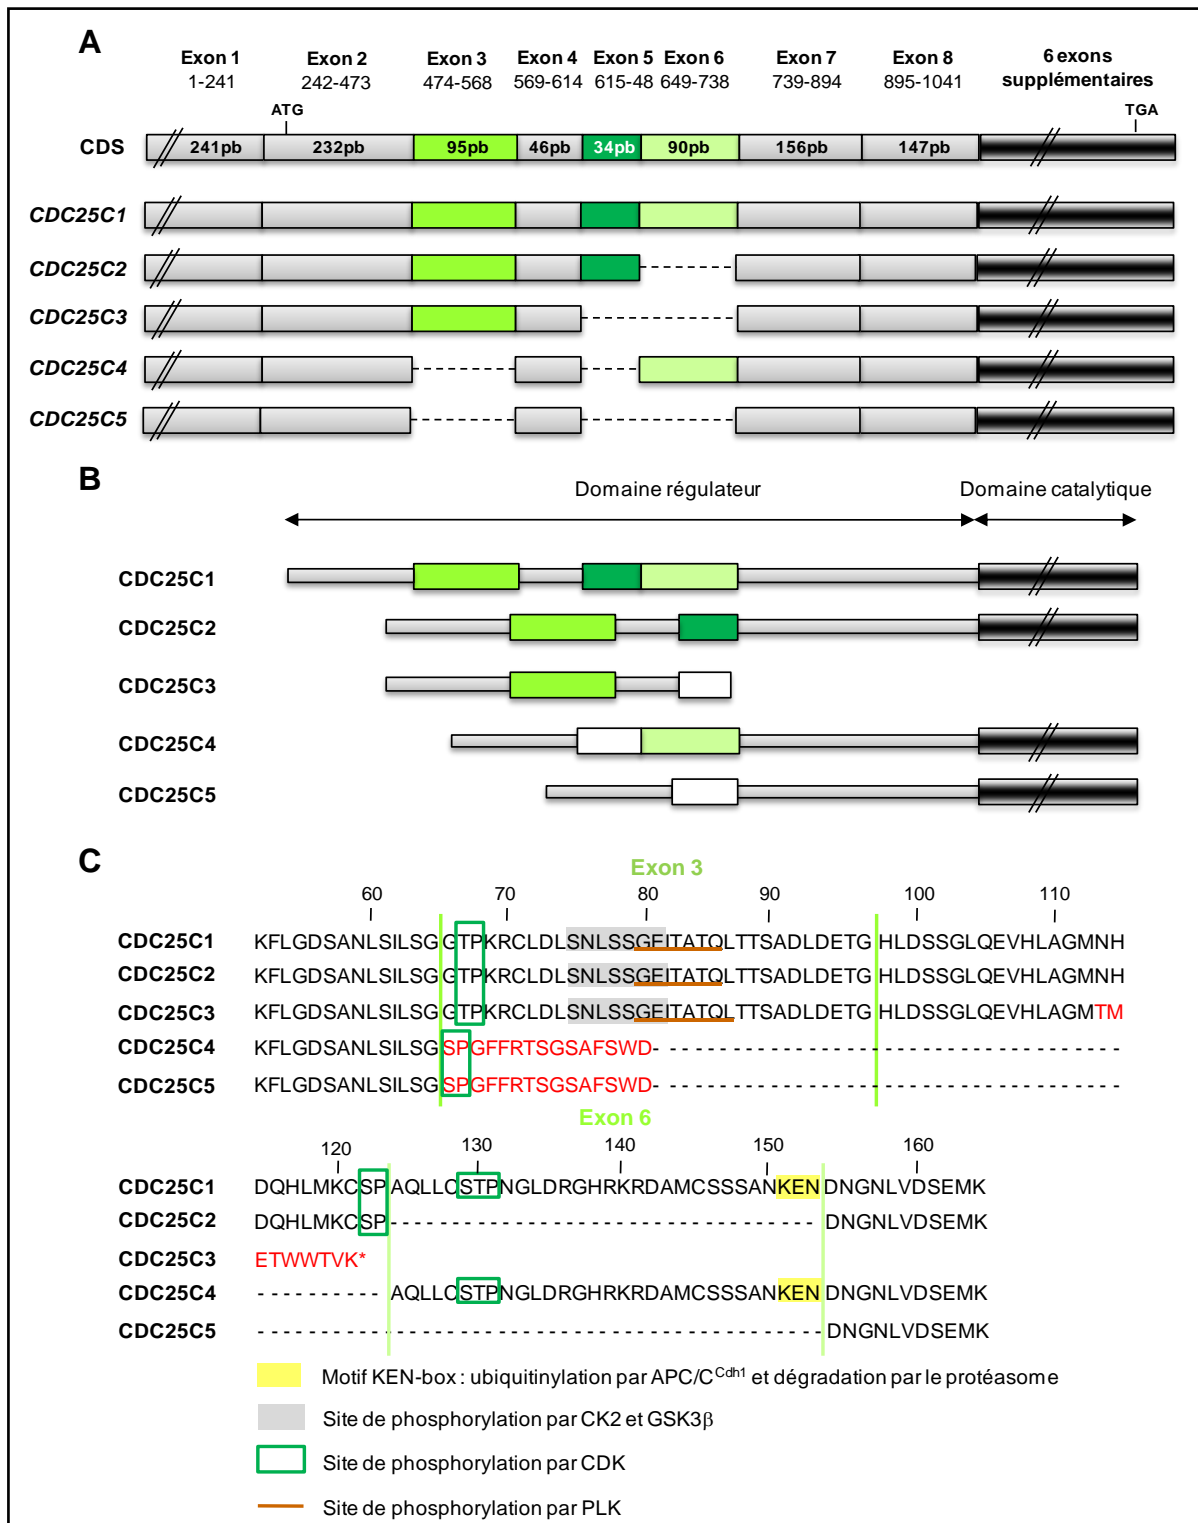 A
Exon 1 Exon 2 Exon 3 Exon 4 Exon 5 Exon 6 Exon 7 Exon 8 6 exons
1-241 242-473 474-568 569-614 615-48 649-738 739-894 895-1041 supplémentaires
ATG TGA
CDS 241pb 232pb 95pb 46pb 34pb 90pb 156pb 147pb
CDC25C1
CDC25C2
CDC25C3
CDC25C4
CDC25C5
B
Domaine régulateur Domaine catalytique
CDC25C1
CDC25C2
CDC25C3
CDC25C4
CDC25C5
C
Exon 3
60 70 80 90 100 110
CDC25C1 KFLGDSANLSILSGGTPKRCLDLSNLSSGEITATQLTTSADLDETGHLDSSGLQEVHLAGMNH
CDC25C2 KFLGDSANLSILSGGTPKRCLDLSNLSSGEITATQLTTSADLDETGHLDSSGLQEVHLAGMNH
CDC25C3 KFLGDSANLSILSGGTPKRCLDLSNLSSGEITATQLTTSADLDETGHLDSSGLQEVHLAGMTM
CDC25C4 KFLGDSANLSILSGSPGFFRTSGSAFSWD- - - - - - - - - - - - - - - - - - - - - - - - - - - - - - - - - -
CDC25C5 KFLGDSANLSILSGSPGFFRTSGSAFSWD- - - - - - - - - - - - - - - - - - - - - - - - - - - - - - - - - -
Exon 6
120 130 140 150 160
CDC25C1 DQHLMKCSPAQLLCSTPNGLDRGHRKRDAMCSSSANKENDNGNLVDSEMK
CDC25C2 DQHLMKCSP- - - - - - - - - - - - - - - - - - - - - - - - - - - - - -DNGNLVDSEMK
CDC25C3 ETWWTVK*
CDC25C4 - - - - - - - - -AQLLCSTPNGLDRGHRKRDAMCSSSANKENDNGNLVDSEMK
CDC25C5 - - - - - - - - - - - - - - - - - - - - - - - - - - - - - - - - - - - - - - -DNGNLVDSEMK
Motif KEN-box : ubiquitinylation par APC/C^Cdh1 et dégradation par le protéasome
Site de phosphorylation par CK2 et GSK3β
Site de phosphorylation par CDK
Site de phosphorylation par PLK